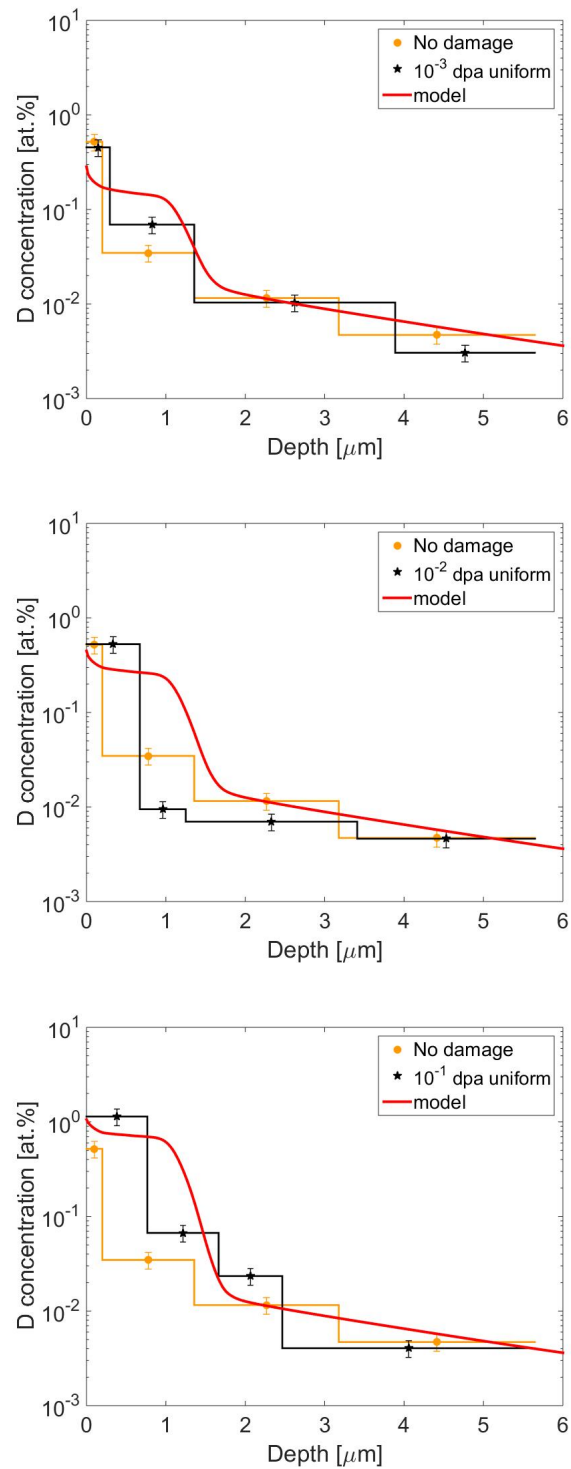 10^1
10^0
10^-1
10^-2
10^-3
D concentration [at.%]
No damage
10^-3 dpa uniform
model
0 1 2 3 4 5 6
Depth [μm]
10^1
10^0
10^-1
10^-2
10^-3
D concentration [at.%]
No damage
10^-2 dpa uniform
model
0 1 2 3 4 5 6
Depth [μm]
10^1
10^0
10^-1
10^-2
10^-3
D concentration [at.%]
No damage
10^-1 dpa uniform
model
0 1 2 3 4 5 6
Depth [μm]